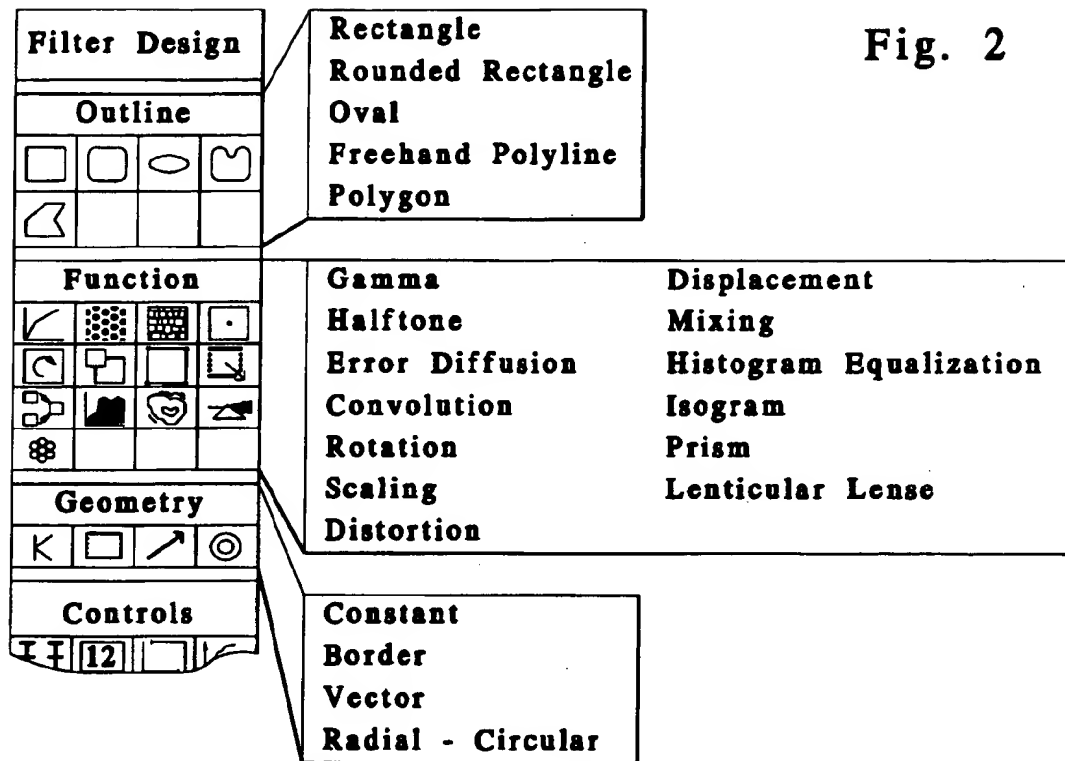 Fig. 2
Filter Design
Outline
Rectangle
Rounded Rectangle
Oval
Freehand Polyline
Polygon
Function
Gamma
Halftone
Error Diffusion
Convolution
Rotation
Scaling
Distortion
Displacement
Mixing
Histogram Equalization
Isogram
Prism
Lenticular Lense
Geometry
K
Constant
Border
Vector
Radial - Circular
Controls
12